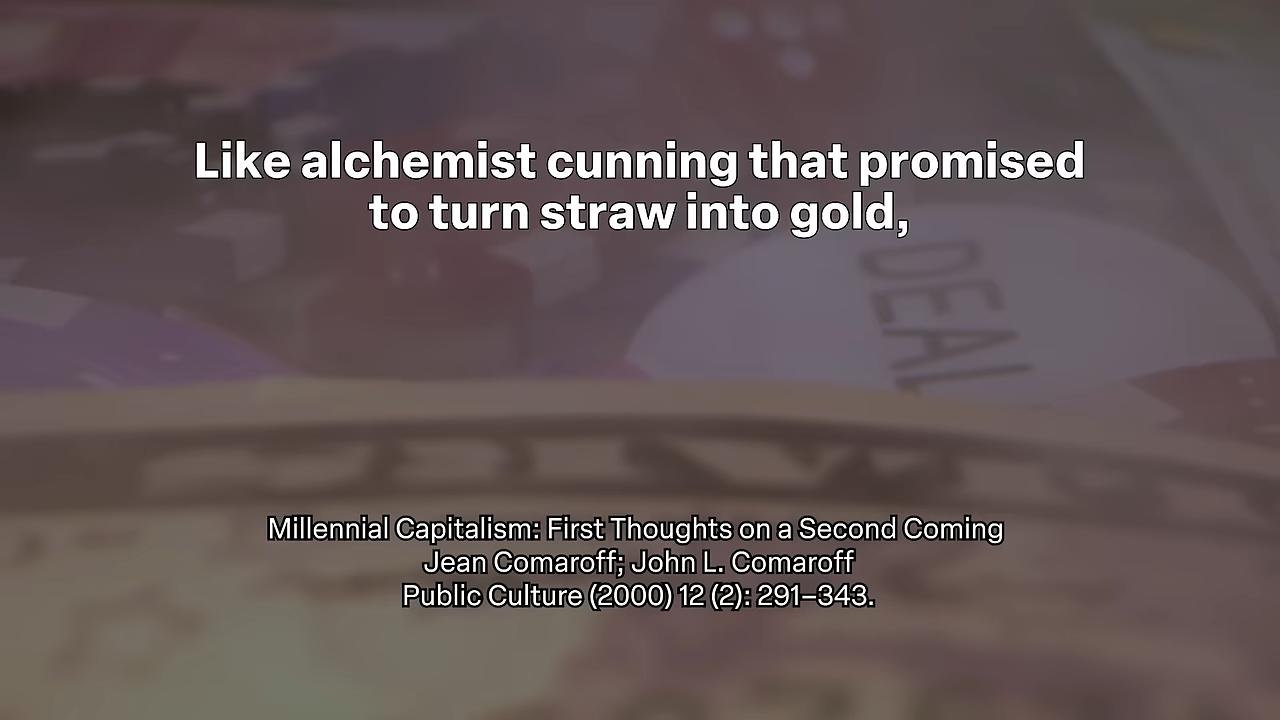 Like alchemist cunning that promised
to turn straw into gold,
DEAL
Millennial Capitalism: First Thoughts on a Second Coming
Jean Comaroff; John L. Comaroff
Public Culture (2000) 12 (2): 291–343.